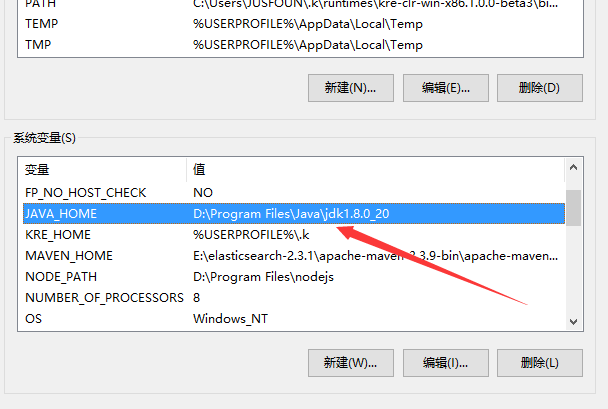 PATH C:\Users\JUSFOUN\.k\runtimes\kre-clr-win-x86.1.0.0-beta3\bi...
TEMP %USERPROFILE%\AppData\Local\Temp
TMP %USERPROFILE%\AppData\Local\Temp
新建(N)... 编辑(E)... 删除(D)
系统变量(S)
变量 值
FP_NO_HOST_CHECK NO
JAVA_HOME D:\Program Files\Java\jdk1.8.0_20
KRE_HOME %USERPROFILE%\.k
MAVEN_HOME E:\elasticsearch-2.3.1\apache-maven-2.3.9-bin\apache-maven...
NODE_PATH D:\Program Files\nodejs
NUMBER_OF_PROCESSORS 8
OS Windows_NT
新建(W)... 编辑(I)... 删除(L)